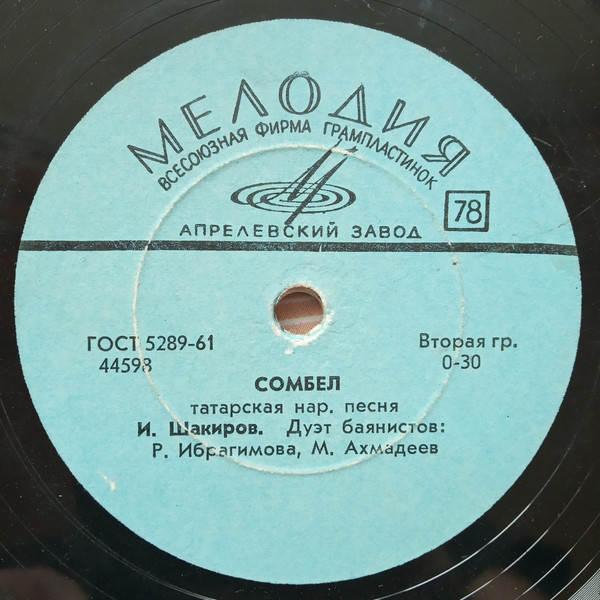 МЕЛОДИЯ
ВСЕСОЮЗНАЯ ФИРМА ГРАМПЛАСТИНОК
78
АПРЕЛЕВСКИЙ ЗАВОД
ГОСТ 5289-61
44598
Вторая гр.
0-30
СОМБЕЛ
татарская нар. песня
И. Шакиров. Дуэт баянистов:
Р. Ибрагимова, М. Ахмадеев